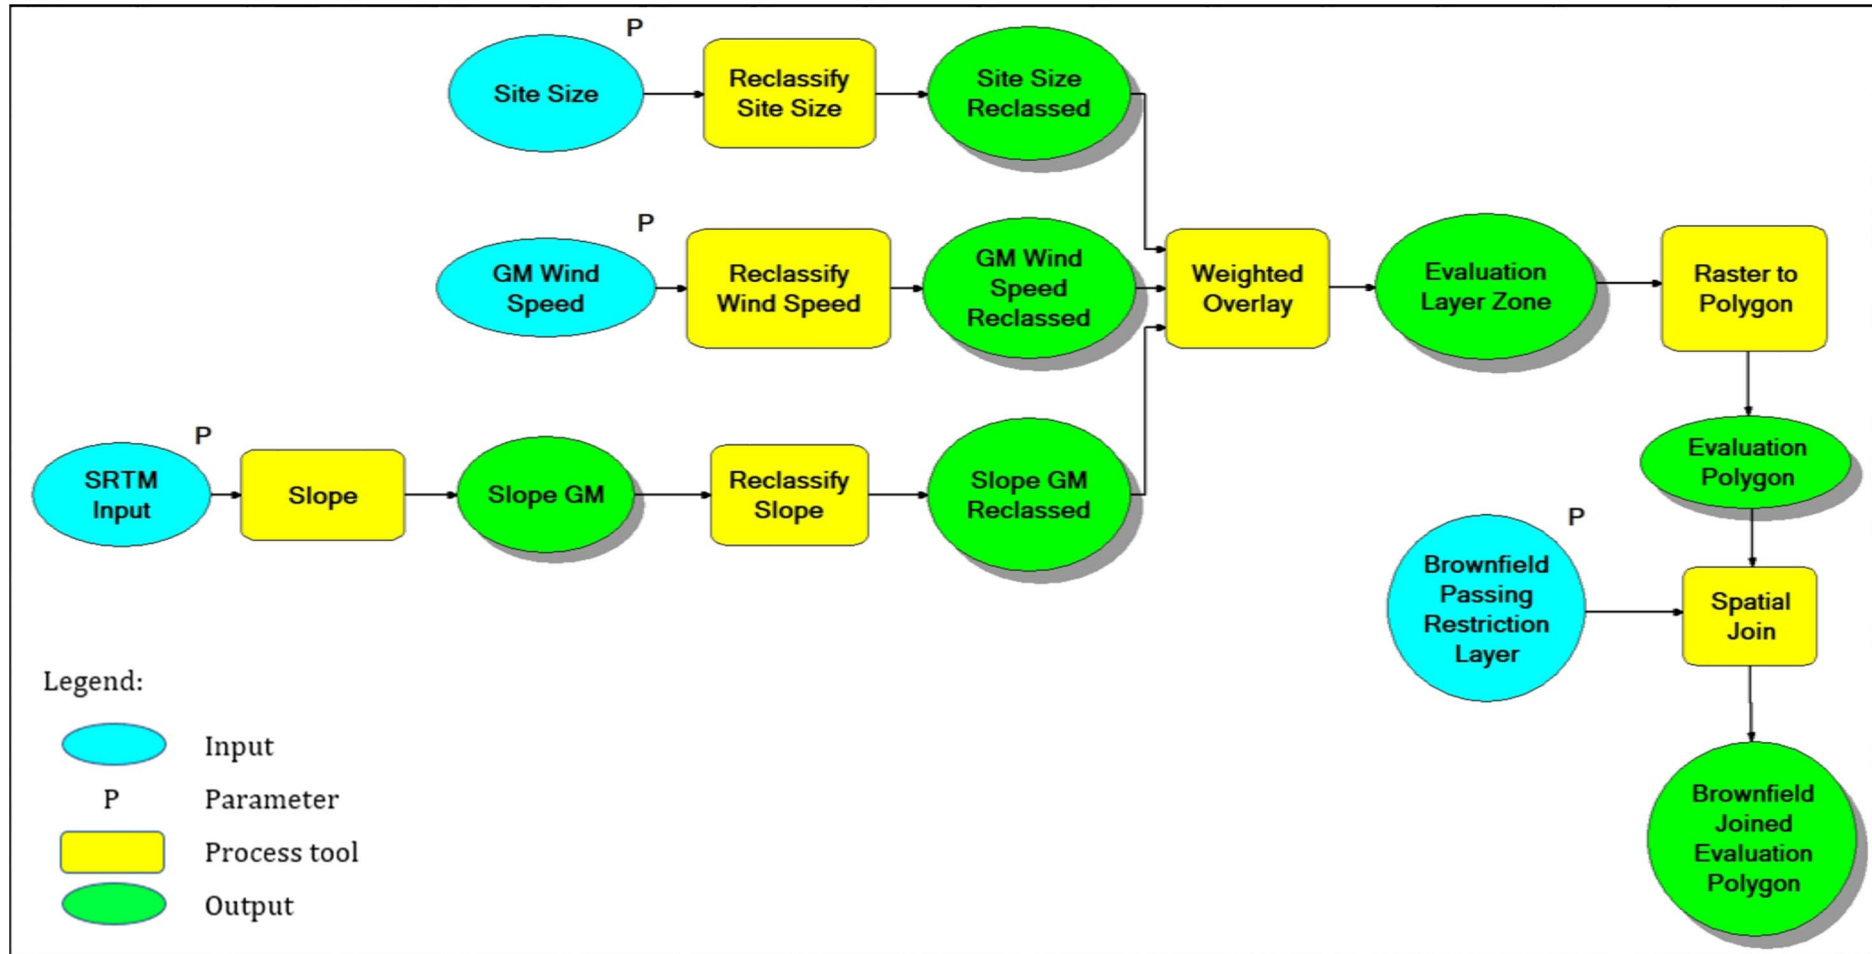 P
Site Size
Reclassify
Site Size
Site Size
Reclassed
P
GM Wind
Speed
Reclassify
Wind Speed
GM Wind
Speed
Reclassed
Weighted
Overlay
Evaluation
Layer Zone
Raster to
Polygon
P
SRTM
Input
Slope
Slope GM
Reclassify
Slope
Slope GM
Reclassed
Evaluation
Polygon
P
Brownfield
Passing
Restriction
Layer
Spatial
Join
Brownfield
Joined
Evaluation
Polygon
Legend:
Input
P
Parameter
Process tool
Output